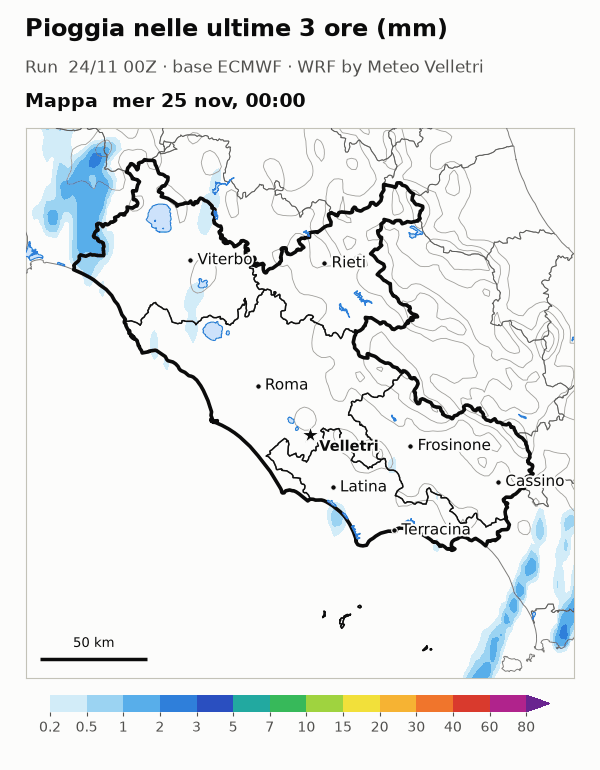 Pioggia nelle ultime 3 ore (mm)
Run  24/11 00Z · base ECMWF · WRF by Meteo Velletri
Mappa  mer 25 nov, 00:00
Viterbo
Rieti
Roma
Velletri
Frosinone
Latina
Cassino
Terracina
50 km
0.2 0.5 1 2 3 5 7 10 15 20 30 40 60 80